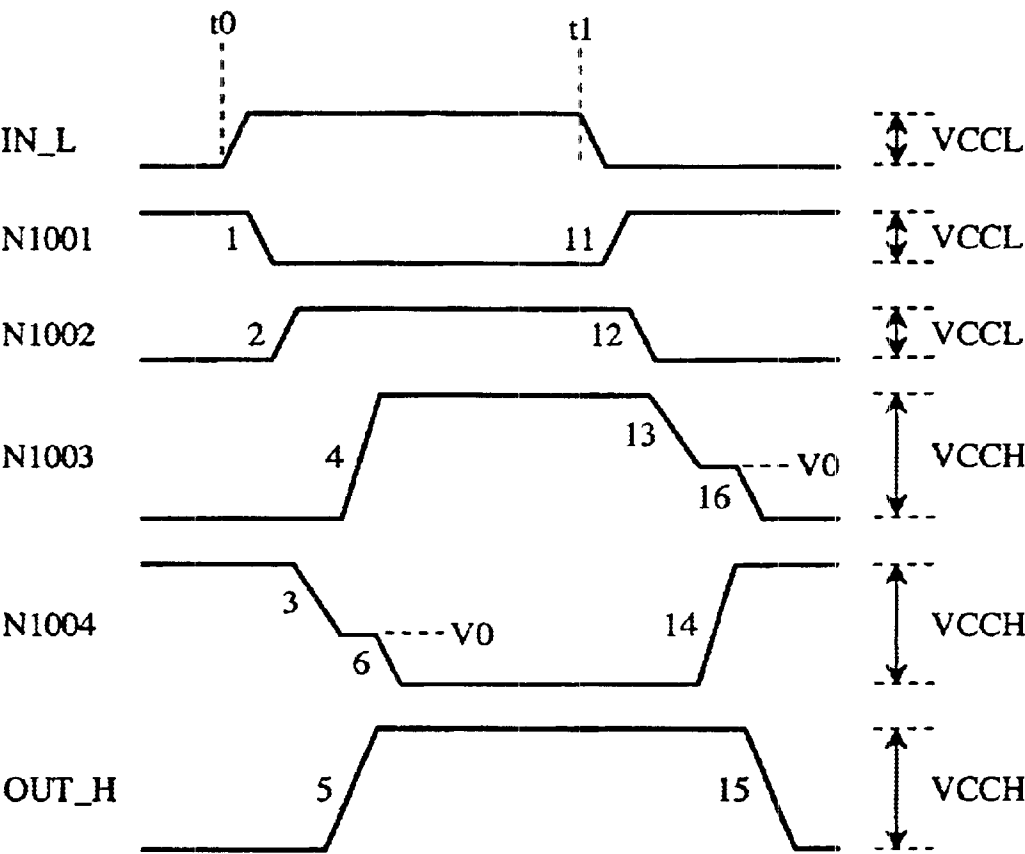 t0 t1
IN_L VCCL
N1001 1 11 VCCL
N1002 2 12 VCCL
N1003 4 13 16 V0 VCCH
N1004 3 6 V0 14 VCCH
OUT_H 5 15 VCCH